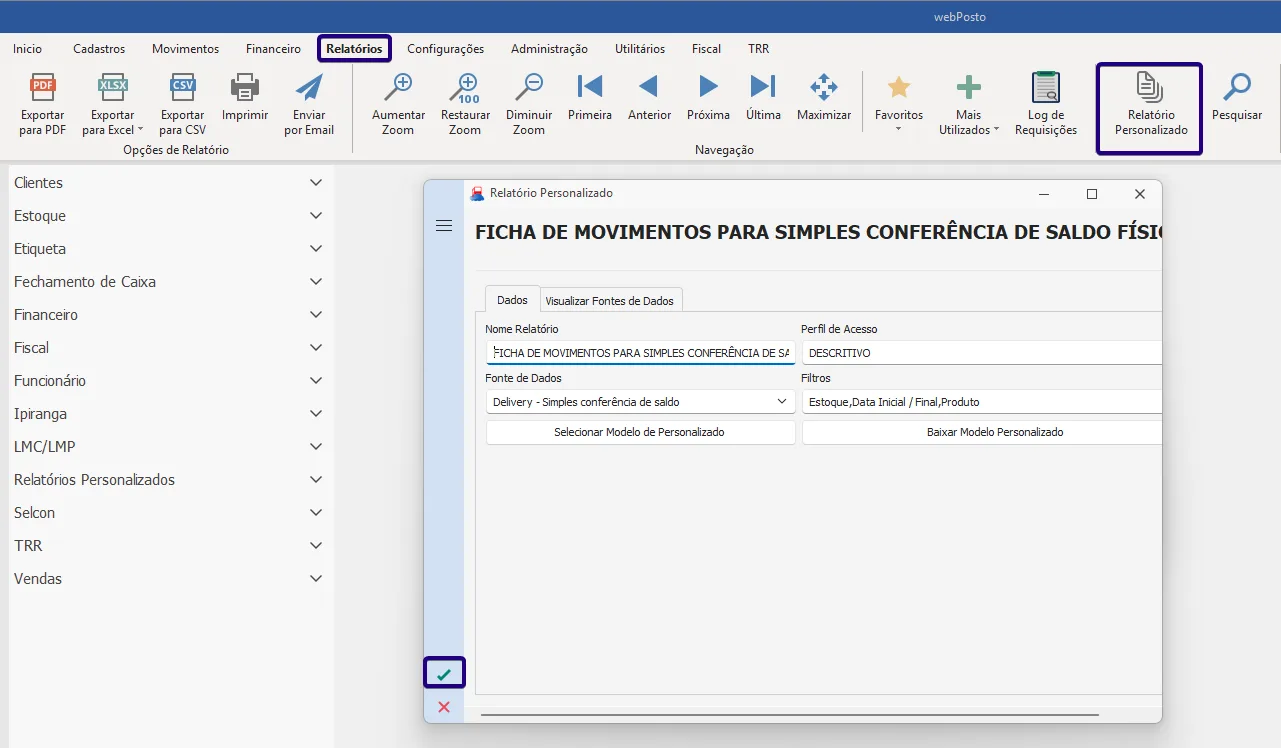 webPosto
Inicio Cadastros Movimentos Financeiro Relatórios Configurações Administração Utilitários Fiscal TRR
PDF XLSX CSV 100
Exportar para PDF
Exportar para Excel
Exportar para CSV
Imprimir
Enviar por Email
Aumentar Zoom
Restaurar Zoom
Diminuir Zoom
Primeira
Anterior
Próxima
Última
Maximizar
Favoritos
Mais Utilizados
Log de Requisições
Relatório Personalizado
Pesquisar
Opções de Relatório
Navegação
Clientes
Estoque
Etiqueta
Fechamento de Caixa
Financeiro
Fiscal
Funcionário
Ipiranga
LMC/LMP
Relatórios Personalizados
Selcon
TRR
Vendas
Relatório Personalizado
FICHA DE MOVIMENTOS PARA SIMPLES CONFERÊNCIA DE SALDO FÍSI
Dados Visualizar Fontes de Dados
Nome Relatório Perfil de Acesso
FICHA DE MOVIMENTOS PARA SIMPLES CONFERÊNCIA DE SA DESCRITIVO
Fonte de Dados Filtros
Delivery - Simples conferência de saldo Estoque,Data Inicial / Final,Produto
Selecionar Modelo de Personalizado Baixar Modelo Personalizado